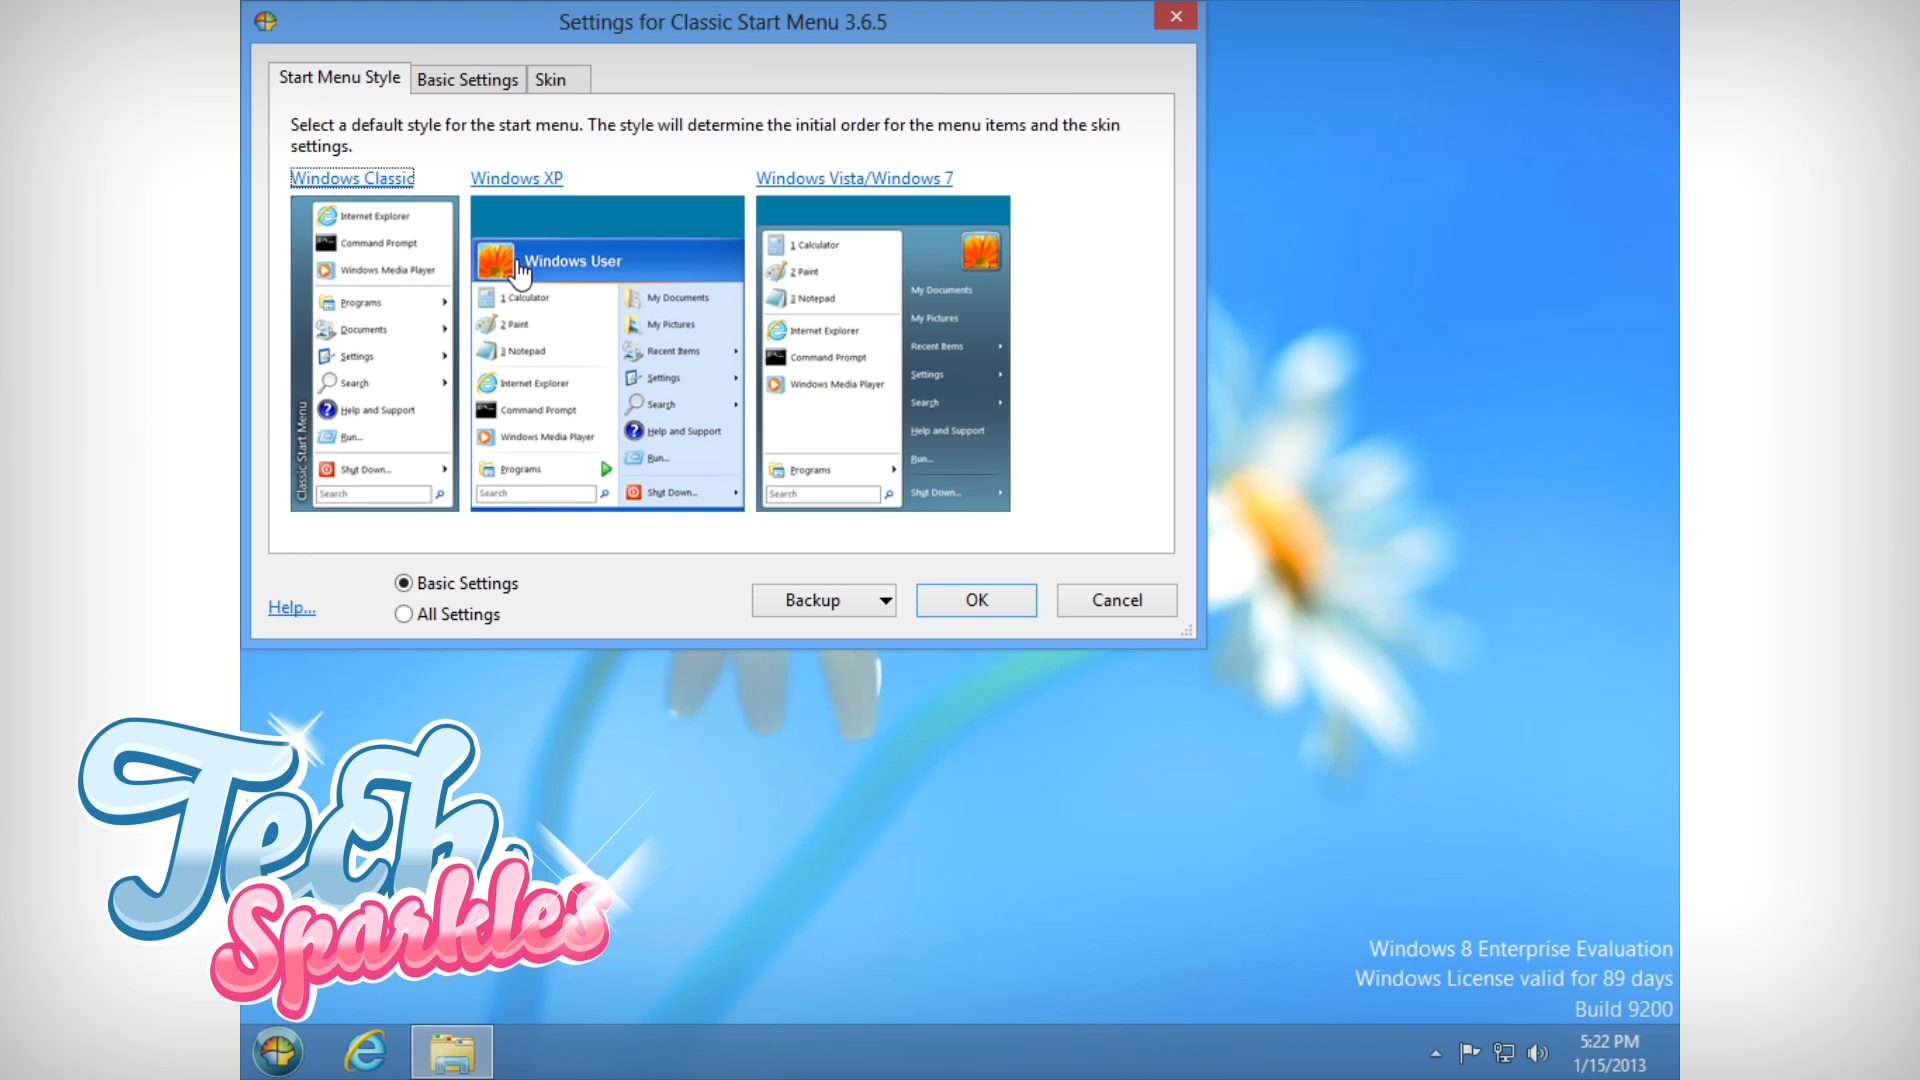 Settings for Classic Start Menu 3.6.5
Start Menu Style
Basic Settings
Skin
Select a default style for the start menu. The style will determine the initial order for the menu items and the skin
settings.
Windows Classic
Windows XP
Windows Vista/Windows 7
Internet Explorer
Command Prompt
Windows Media Player
Programs
Documents
Settings
Search
Help and Support
Run...
Shut Down...
Search
Classic Start Menu
Windows User
1 Calculator
2 Paint
3 Notepad
Internet Explorer
Command Prompt
Windows Media Player
Programs
Search
My Documents
My Pictures
Recent Items
Settings
Search
Help and Support
Run...
Shut Down...
1 Calculator
2 Paint
3 Notepad
Internet Explorer
Command Prompt
Windows Media Player
Programs
Search
My Documents
My Pictures
Recent Items
Settings
Search
Help and Support
Run...
Shut Down...
Help...
Basic Settings
All Settings
Backup
OK
Cancel
Tech
Sparkles
Windows 8 Enterprise Evaluation
Windows License valid for 89 days
Build 9200
5:22 PM
1/15/2013